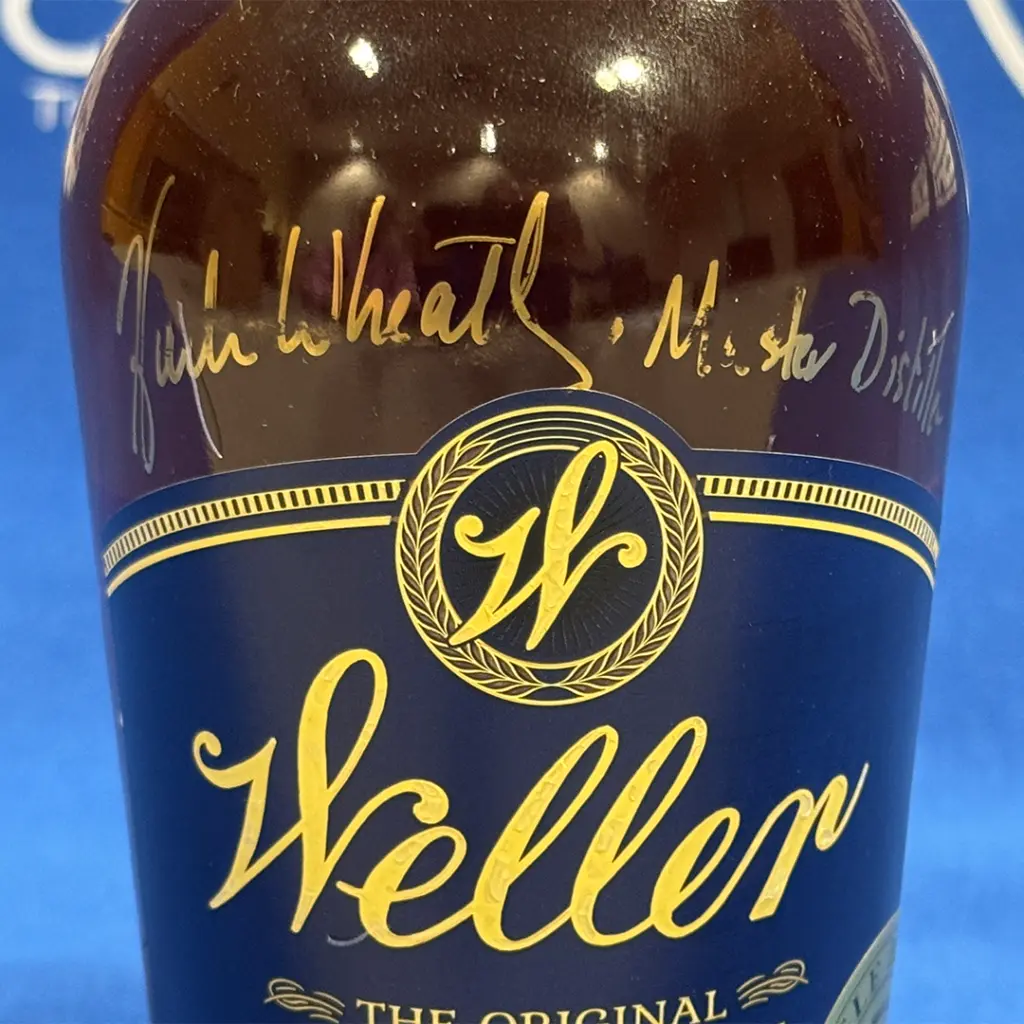 Harlen Wheatley · Master Distiller
W
Weller
THE ORIGINAL